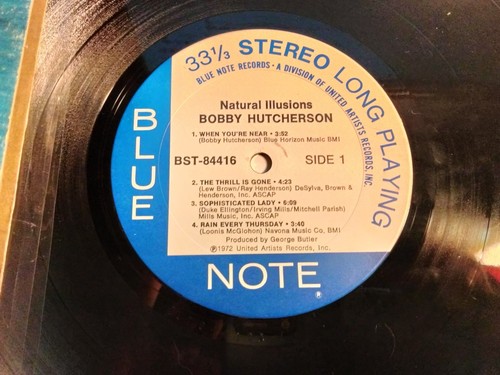 33⅓ STEREO LONG PLAYING
BLUE NOTE RECORDS • A DIVISION OF UNITED ARTISTS RECORDS, INC.
BLUE
Natural Illusions
BOBBY HUTCHERSON
1. WHEN YOU'RE NEAR • 3:52
(Bobby Hutcherson) Blue Horizon Music BMI
BST-84416 SIDE 1
2. THE THRILL IS GONE • 4:23
(Lew Brown/Ray Henderson) DeSylva, Brown &
Henderson, Inc. ASCAP
3. SOPHISTICATED LADY • 6:09
(Duke Ellington/Irving Mills/Mitchell Parish)
Mills Music, Inc. ASCAP
4. RAIN EVERY THURSDAY • 3:40
(Loonis McGlohon) Navona Music Co. BMI
Produced by George Butler
℗1972 United Artists Records, Inc.
NOTE
®